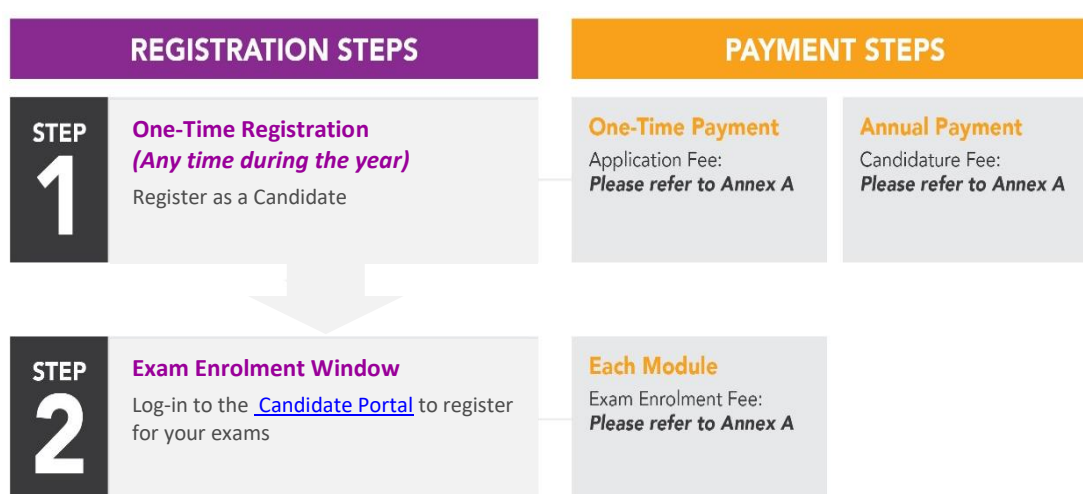 REGISTRATION STEPS
PAYMENT STEPS
STEP
1
One-Time Registration
(Any time during the year)
Register as a Candidate
One-Time Payment
Application Fee:
Please refer to Annex A
Annual Payment
Candidature Fee:
Please refer to Annex A
STEP
2
Exam Enrolment Window
Log-in to the Candidate Portal to register
for your exams
Each Module
Exam Enrolment Fee:
Please refer to Annex A